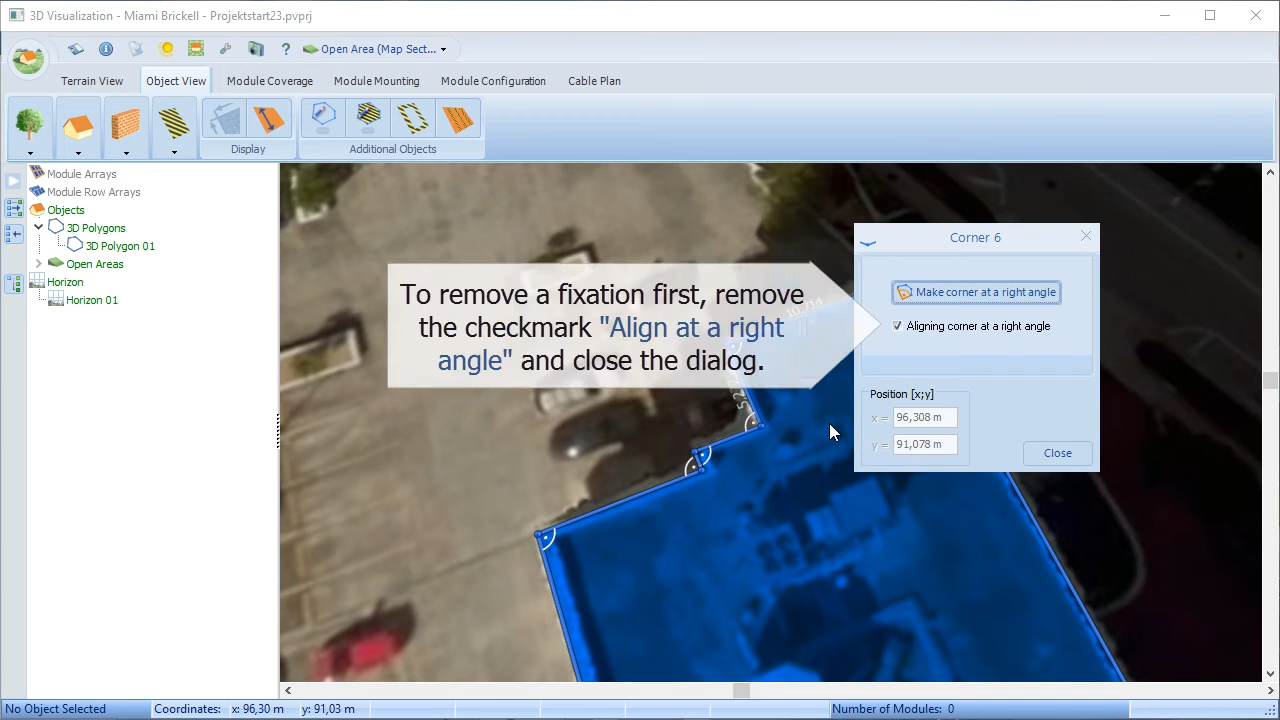 3D Visualization - Miami Brickell - Projektstart23.pvprj
Open Area (Map Sect...
Terrain View
Object View
Module Coverage
Module Mounting
Module Configuration
Cable Plan
Display
Additional Objects
Module Arrays
Module Row Arrays
Objects
3D Polygons
3D Polygon 01
Open Areas
Horizon
Horizon 01
To remove a fixation first, remove
the checkmark "Align at a right
angle" and close the dialog.
Corner 6
Make corner at a right angle
Aligning corner at a right angle
Position [x;y]
x = 96,308 m
y = 91,078 m
Close
No Object Selected
Coordinates: x: 96,30 m y: 91,03 m
Number of Modules: 0